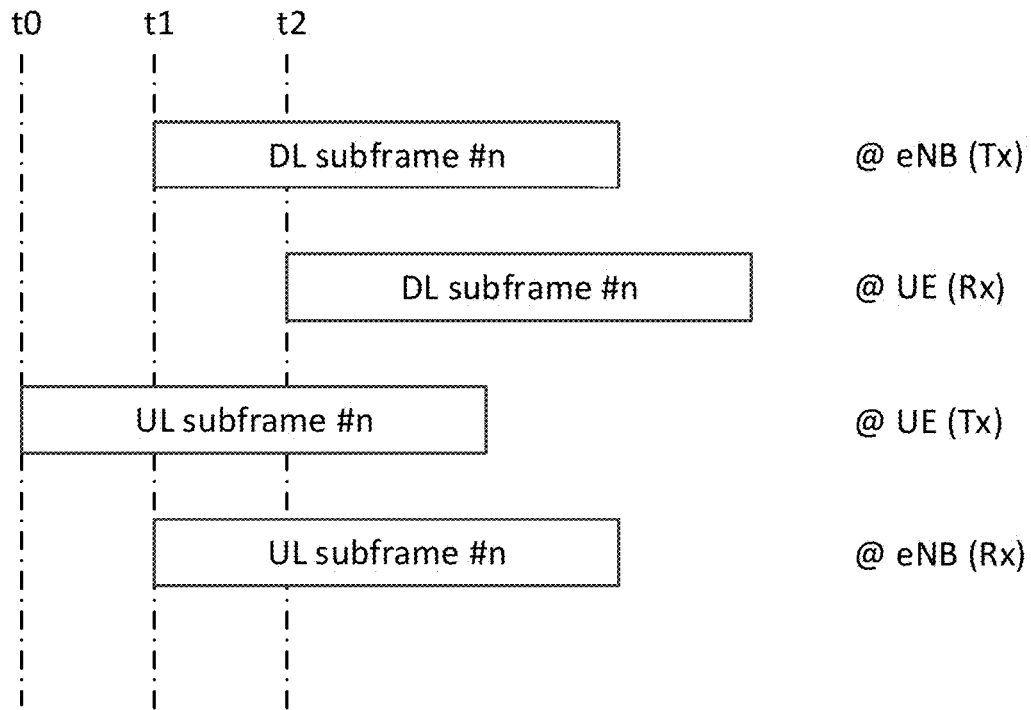 t0 t1 t2
DL subframe #n @ eNB (Tx)
DL subframe #n @ UE (Rx)
UL subframe #n @ UE (Tx)
UL subframe #n @ eNB (Rx)